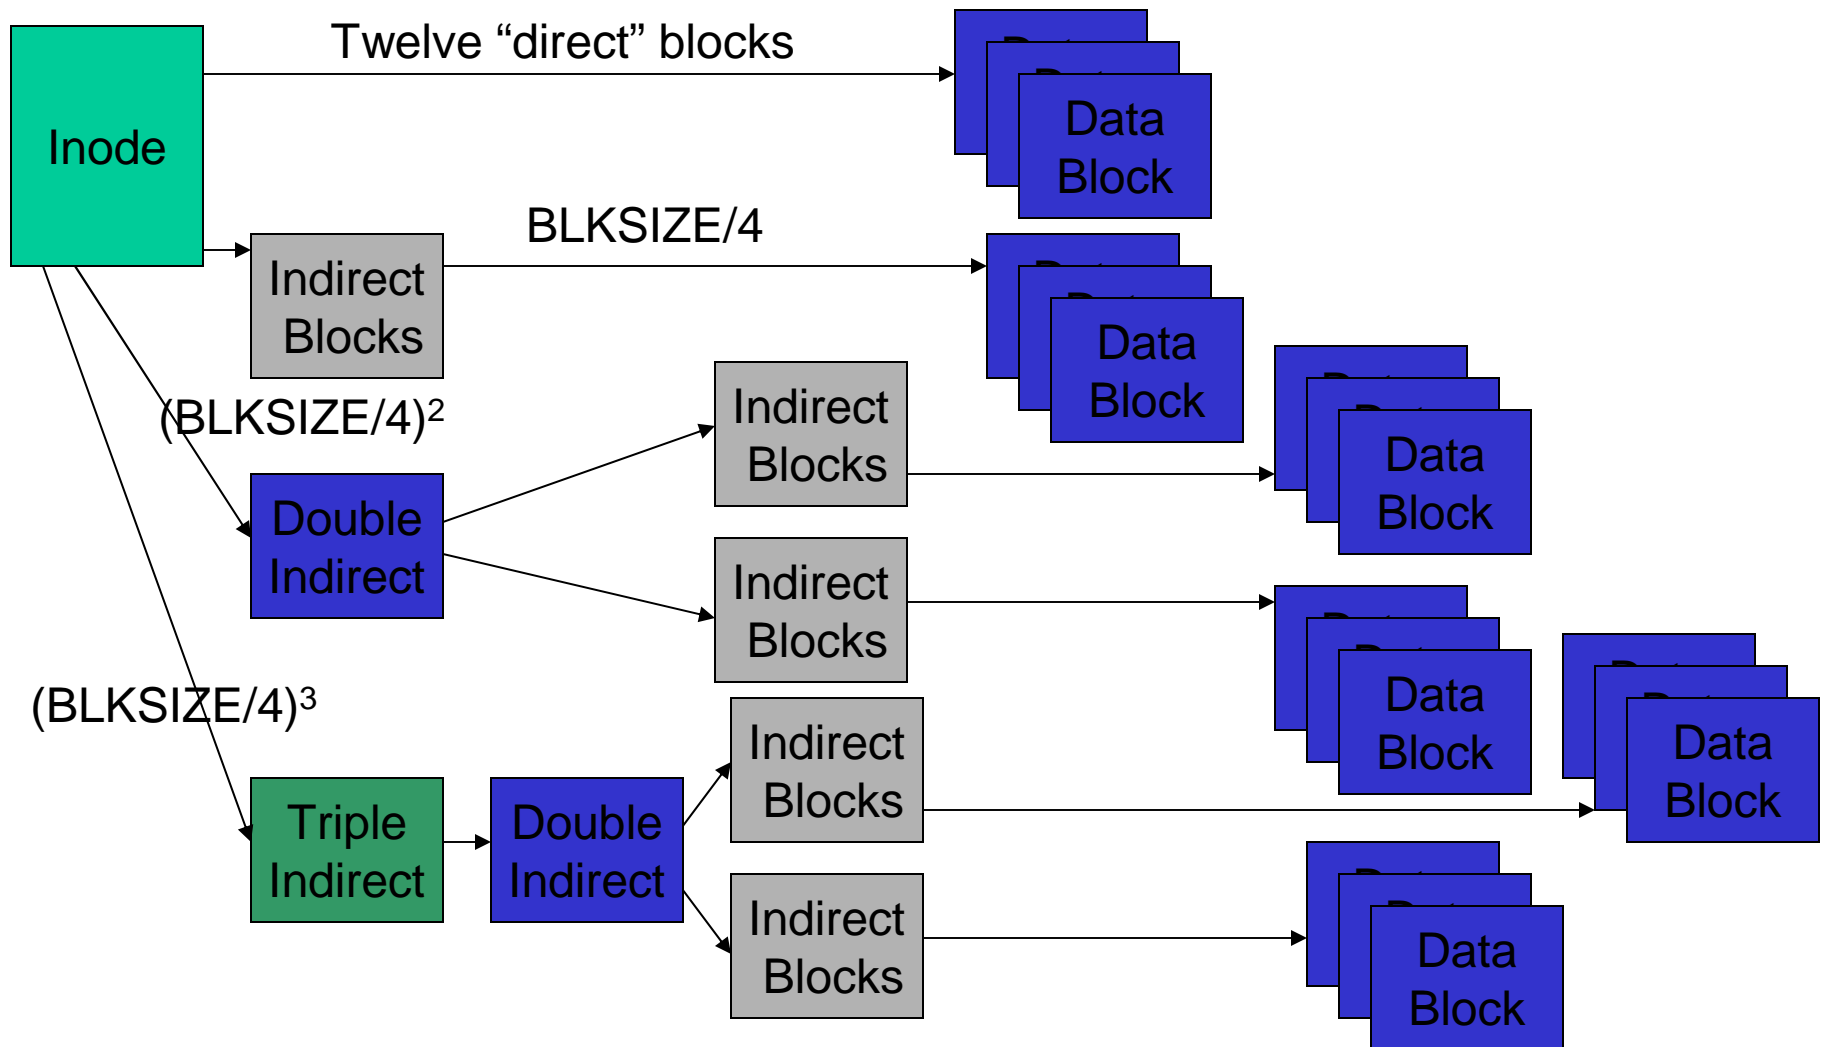 Twelve “direct” blocks
Inode
Data
Block
BLKSIZE/4
Indirect
Blocks
Data
Block
(BLKSIZE/4)²
Indirect
Blocks
Data
Block
Double
Indirect
Indirect
Blocks
Data
Block
(BLKSIZE/4)³
Indirect
Blocks
Data
Block
Triple
Indirect
Double
Indirect
Indirect
Blocks
Data
Block